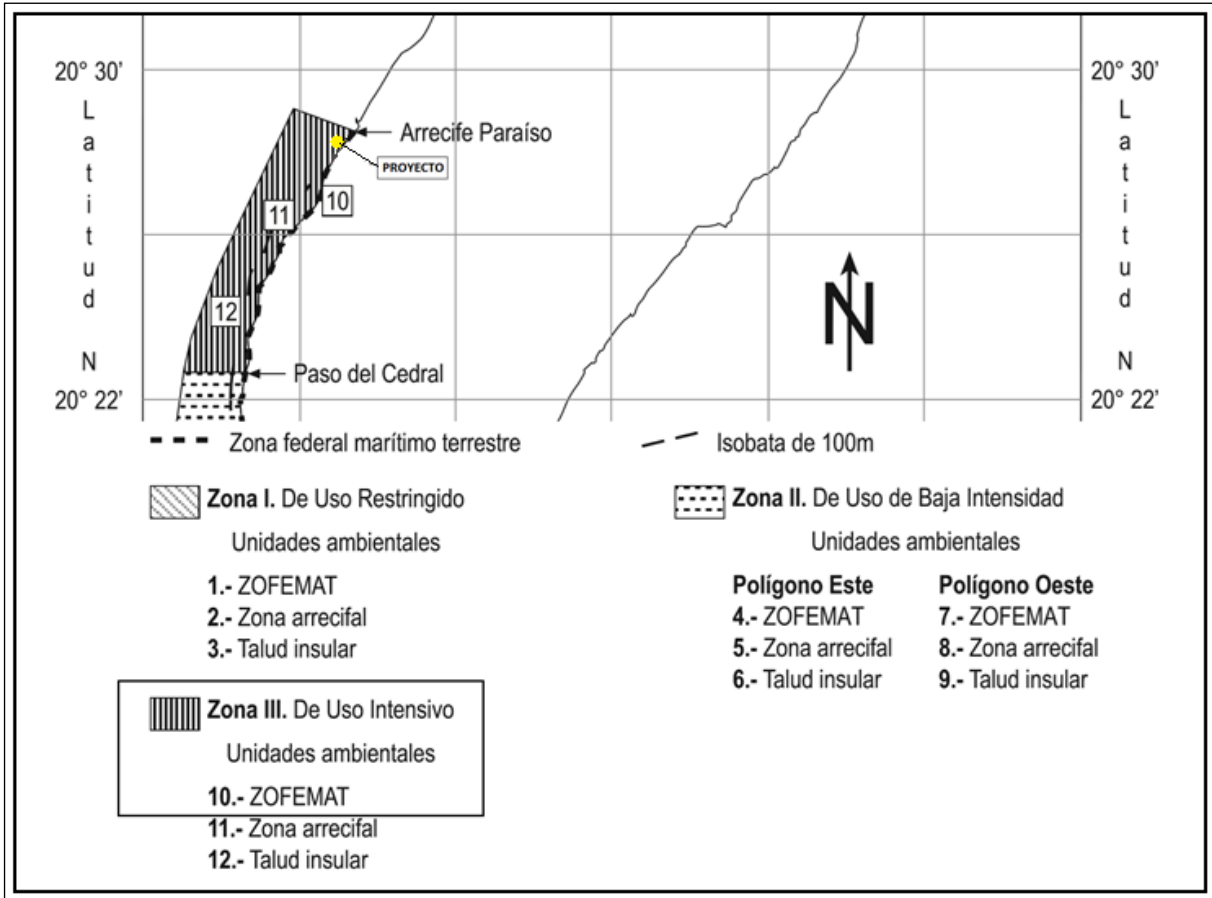 20° 30’
20° 30’
Latitud N
Latitud N
Arrecife Paraíso
PROYECTO
10
11
12
N
Paso del Cedral
20° 22’
20° 22’
Zona federal marítimo terrestre
Isobata de 100m
Zona I. De Uso Restringido
Unidades ambientales
1.- ZOFEMAT
2.- Zona arrecifal
3.- Talud insular
Zona II. De Uso de Baja Intensidad
Unidades ambientales
Polígono Este
4.- ZOFEMAT
5.- Zona arrecifal
6.- Talud insular
Polígono Oeste
7.- ZOFEMAT
8.- Zona arrecifal
9.- Talud insular
Zona III. De Uso Intensivo
Unidades ambientales
10.- ZOFEMAT
11.- Zona arrecifal
12.- Talud insular